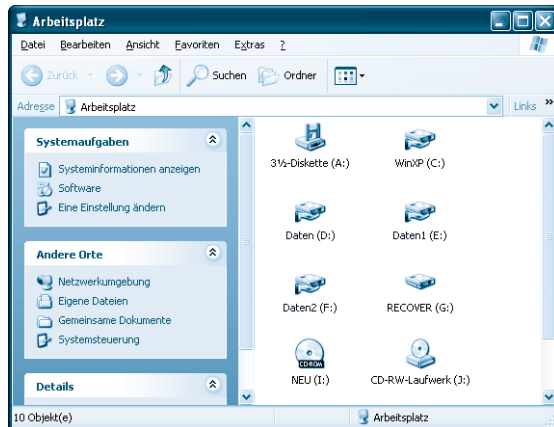 Arbeitsplatz
Datei Bearbeiten Ansicht Favoriten Extras ?
Zurück Suchen Ordner
Adresse Arbeitsplatz Links »
Systemaufgaben
Systeminformationen anzeigen
Software
Eine Einstellung ändern
Andere Orte
Netzwerkumgebung
Eigene Dateien
Gemeinsame Dokumente
Systemsteuerung
Details
3½-Diskette (A:) WinXP (C:)
Daten (D:) Daten1 (E:)
Daten2 (F:) RECOVER (G:)
CD-ROM
NEU (I:) CD-RW-Laufwerk (J:)
10 Objekt(e) Arbeitsplatz